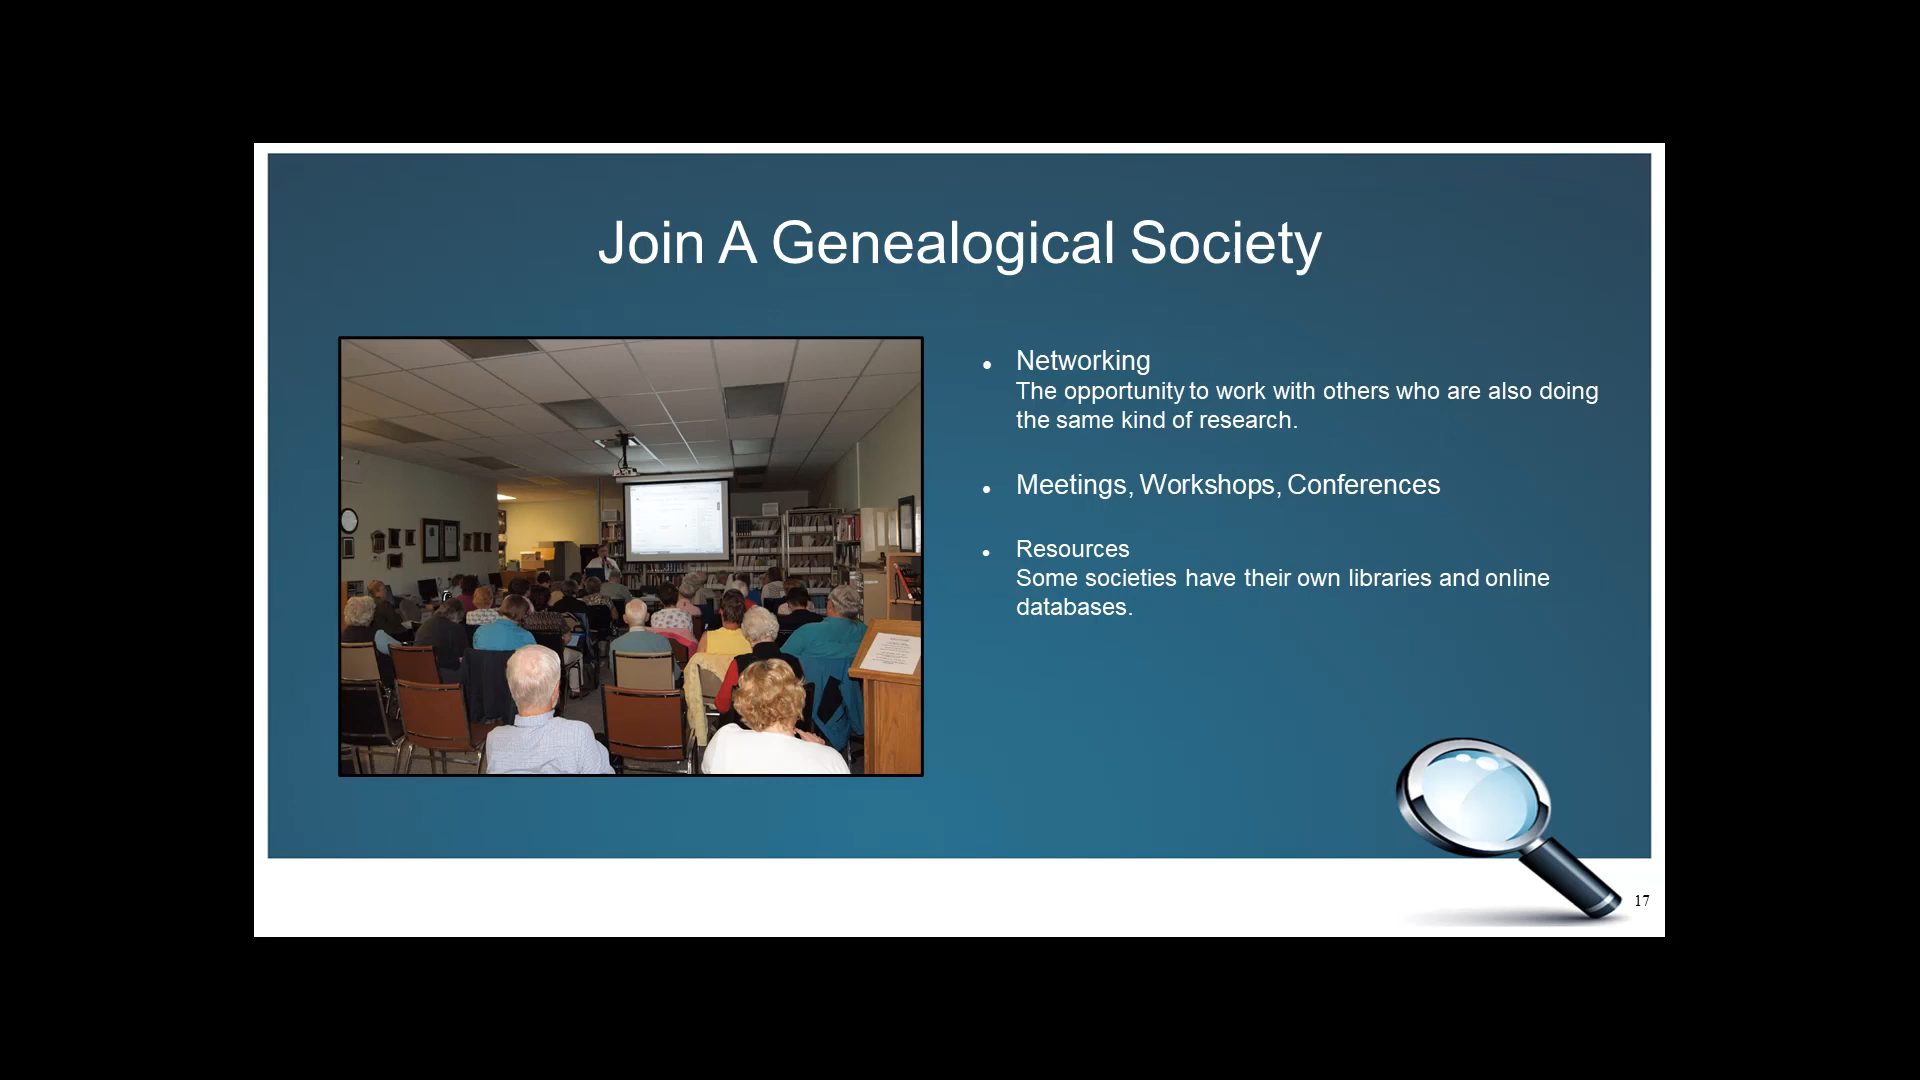 Join A Genealogical Society
• Networking
The opportunity to work with others who are also doing
the same kind of research.
• Meetings, Workshops, Conferences
• Resources
Some societies have their own libraries and online
databases.
17